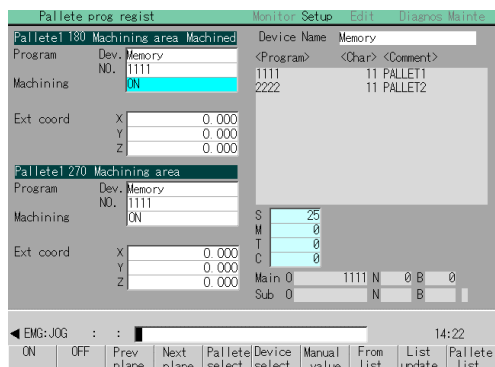 Pallete prog regist
Monitor Setup Edit Diagnos Mainte
Pallete1 180 Machining area Machined
Program Dev. Memory
NO. 1111
Machining ON
Ext coord X 0.000
Y 0.000
Z 0.000
Pallete1 270 Machining area
Program Dev. Memory
NO. 1111
Machining ON
Ext coord X 0.000
Y 0.000
Z 0.000
Device Name Memory
<Program> <Char> <Comment>
1111 11 PALLET1
2222 11 PALLET2
S 25
M 0
T 0
C 0
Main O 1111 N 0 B 0
Sub O N B
◀ EMG:JOG : :
14:22
ON OFF Prev Next Pallete Device Manual From List Pallete
plane plane select select value list update list